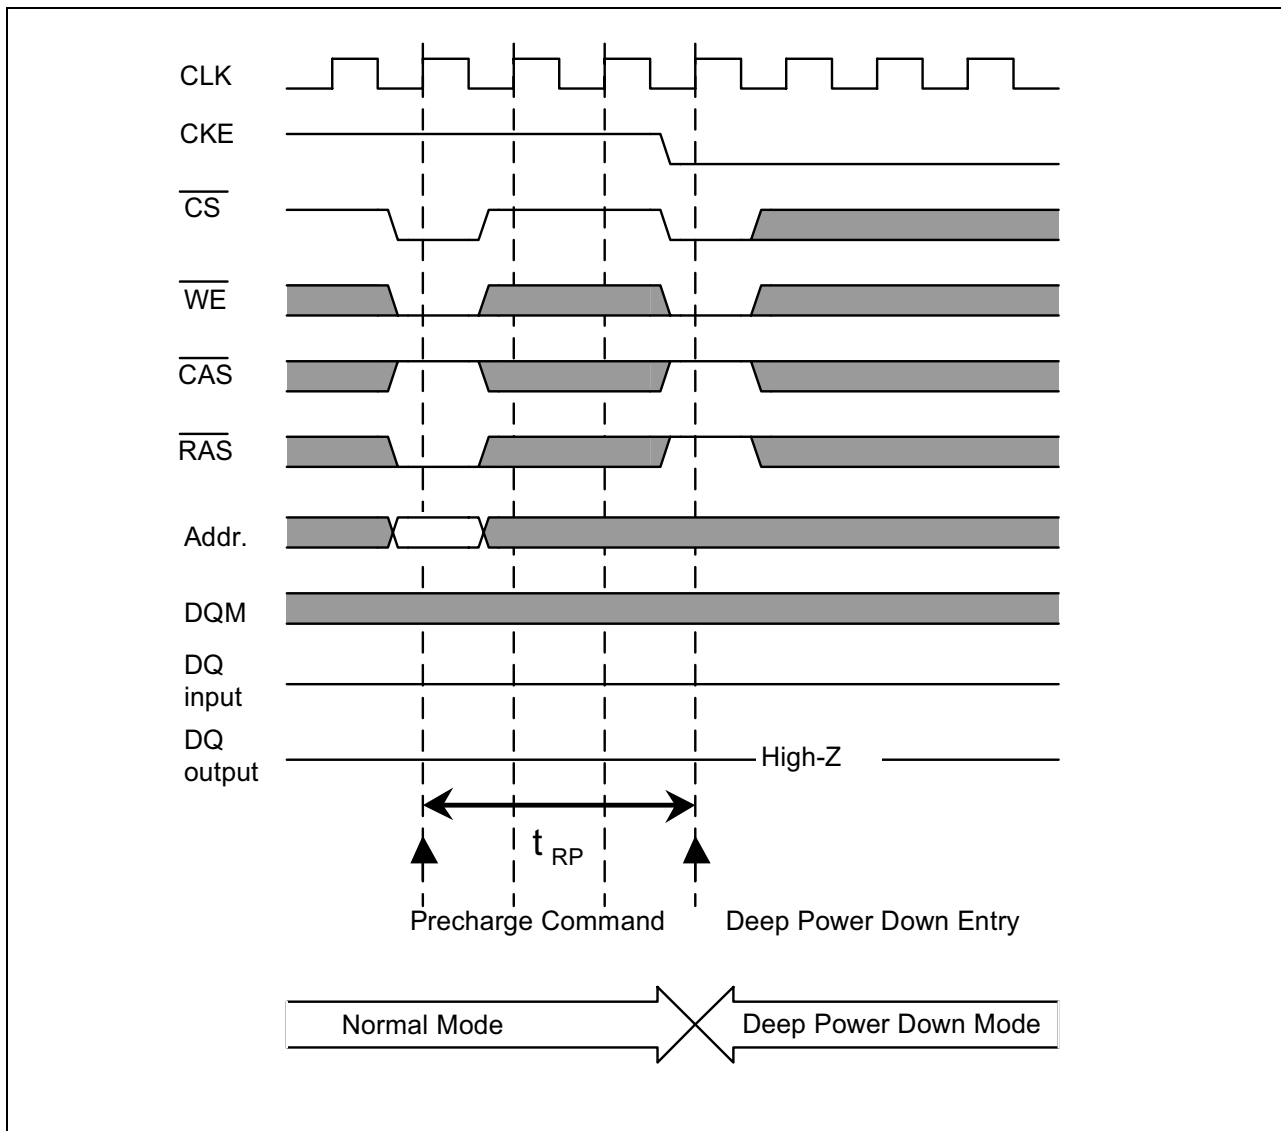 CLK
CKE
CS
WE
CAS
RAS
Addr.
DQM
DQ
input
DQ
output
High-Z
t RP
Precharge Command
Deep Power Down Entry
Normal Mode
Deep Power Down Mode